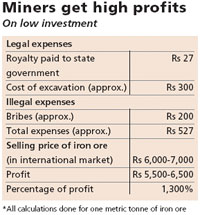 Miners get high profits
On low investment
Legal expenses
Royalty paid to state Rs 27
government
Cost of excavation (approx.) Rs 300
Illegal expenses
Bribes (approx.) Rs 200
Total expenses (approx.) Rs 527
Selling price of iron ore
(in international market) Rs 6,000-7,000
Profit Rs 5,500-6,500
Percentage of profit 1,300%
*All calculations done for one metric tonne of iron ore